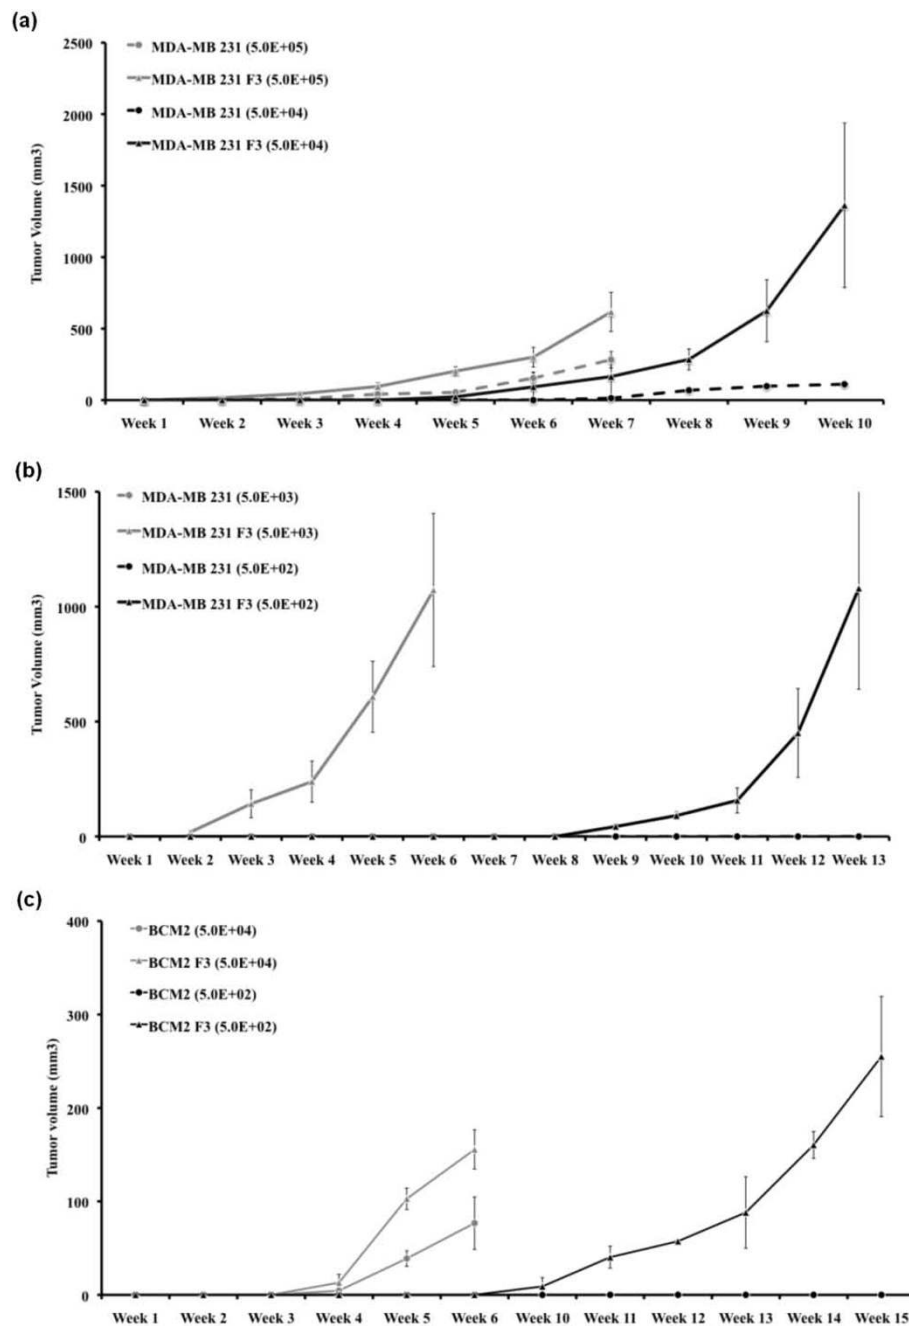 (a)
2500
2000
1500
1000
500
0
Tumor Volume (mm3)
MDA-MB 231 (5.0E+05)
MDA-MB 231 F3 (5.0E+05)
MDA-MB 231 (5.0E+04)
MDA-MB 231 F3 (5.0E+04)
Week 1 Week 2 Week 3 Week 4 Week 5 Week 6 Week 7 Week 8 Week 9 Week 10
(b)
1500
1000
500
0
Tumor Volume (mm3)
MDA-MB 231 (5.0E+03)
MDA-MB 231 F3 (5.0E+03)
MDA-MB 231 (5.0E+02)
MDA-MB 231 F3 (5.0E+02)
Week 1 Week 2 Week 3 Week 4 Week 5 Week 6 Week 7 Week 8 Week 9 Week 10 Week 11 Week 12 Week 13
(c)
400
300
200
100
0
Tumor volume (mm3)
BCM2 (5.0E+04)
BCM2 F3 (5.0E+04)
BCM2 (5.0E+02)
BCM2 F3 (5.0E+02)
Week 1 Week 2 Week 3 Week 4 Week 5 Week 6 Week 10 Week 11 Week 12 Week 13 Week 14 Week 15